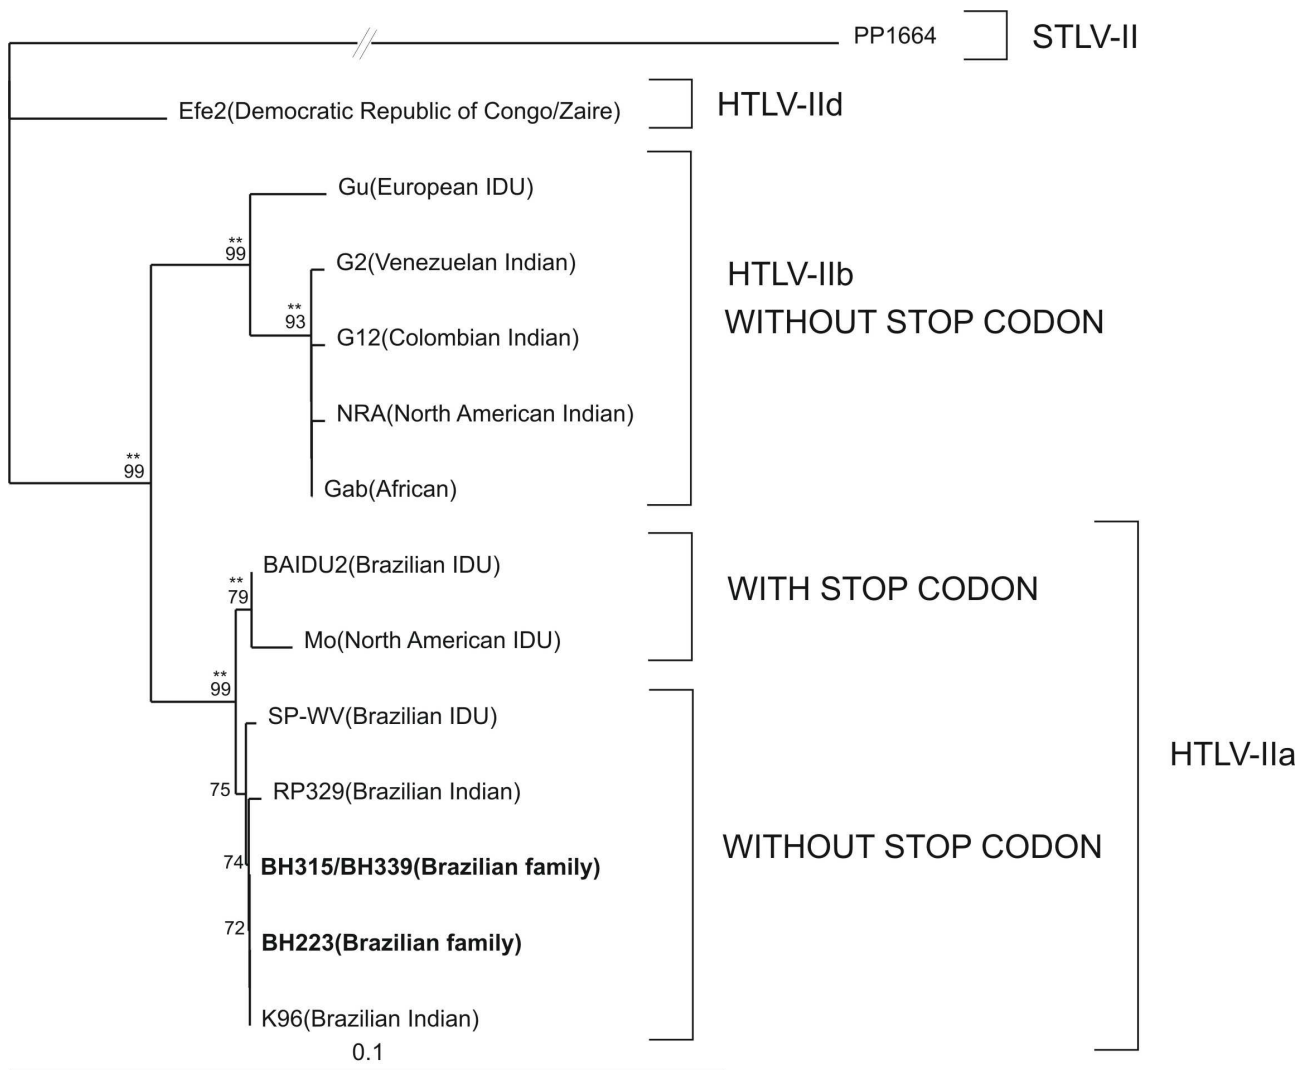 PP1664
STLV-II
Efe2(Democratic Republic of Congo/Zaire)
HTLV-IId
Gu(European IDU)
**
99
G2(Venezuelan Indian)
HTLV-IIb
**
93
WITHOUT STOP CODON
G12(Colombian Indian)
NRA(North American Indian)
**
99
Gab(African)
BAIDU2(Brazilian IDU)
**
79
WITH STOP CODON
Mo(North American IDU)
**
99
SP-WV(Brazilian IDU)
HTLV-IIa
75
RP329(Brazilian Indian)
WITHOUT STOP CODON
74
BH315/BH339(Brazilian family)
72
BH223(Brazilian family)
K96(Brazilian Indian)
0.1